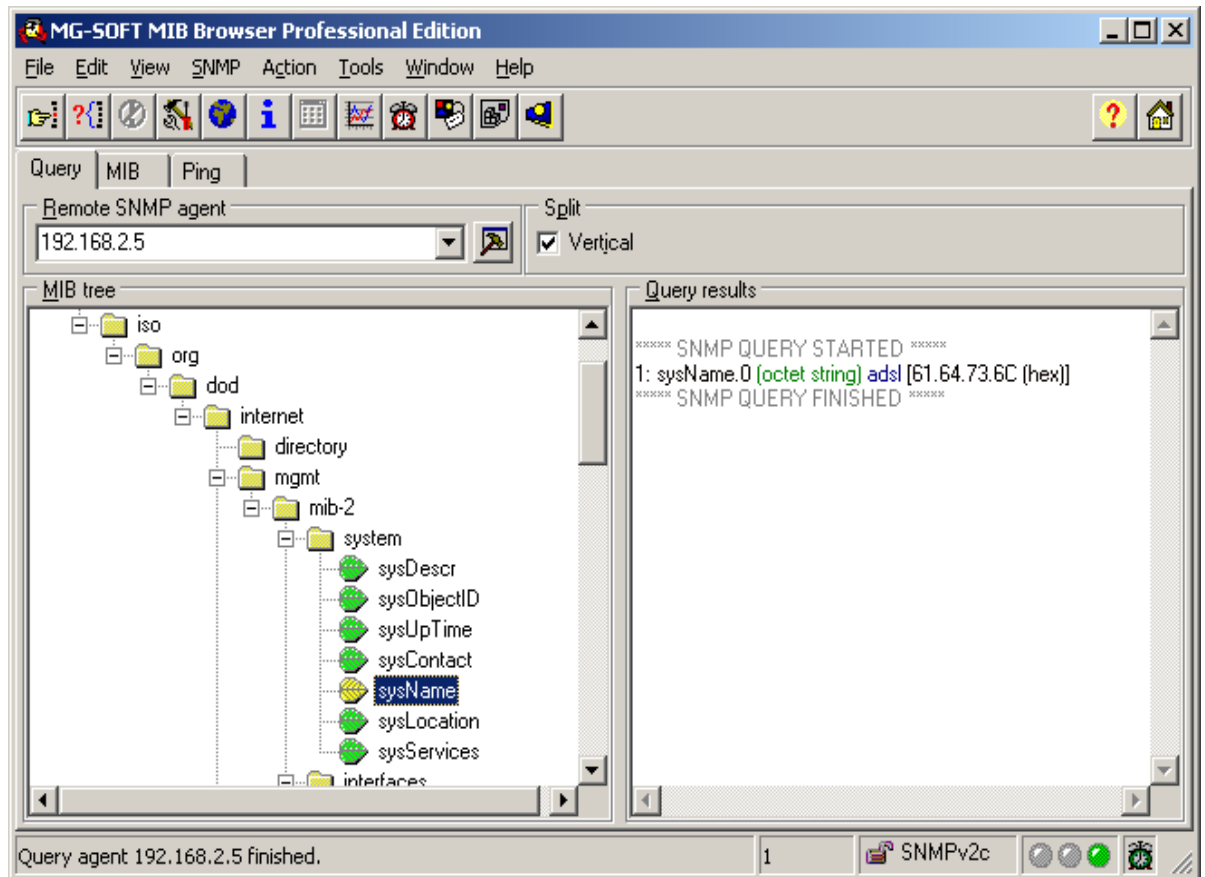 MG-SOFT MIB Browser Professional Edition
File Edit View SNMP Action Tools Window Help
Query MIB Ping
Remote SNMP agent
192.168.2.5
Split
Vertical
MIB tree
iso
org
dod
internet
directory
mgmt
mib-2
system
sysDescr
sysObjectID
sysUpTime
sysContact
sysName
sysLocation
sysServices
interfaces
Query results
***** SNMP QUERY STARTED *****
1: sysName.0 (octet string) adsl [61.64.73.6C (hex)]
***** SNMP QUERY FINISHED *****
Query agent 192.168.2.5 finished.
1
SNMPv2c